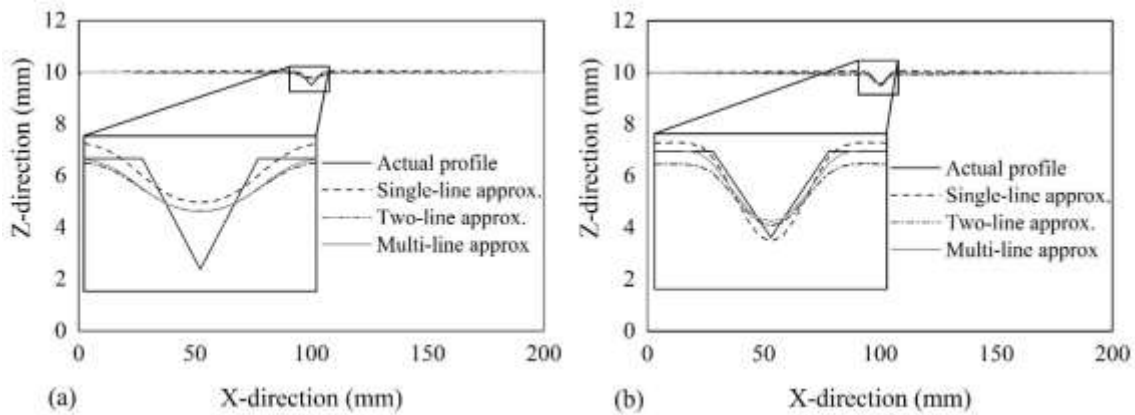 12
10
8
6
4
2
0
Z-direction (mm)
Actual profile
Single-line approx.
Two-line approx.
Multi-line approx
0 50 100 150 200
(a) X-direction (mm)
12
10
8
6
4
2
0
Z-direction (mm)
Actual profile
Single-line approx.
Two-line approx.
Multi-line approx
0 50 100 150 200
(b) X-direction (mm)